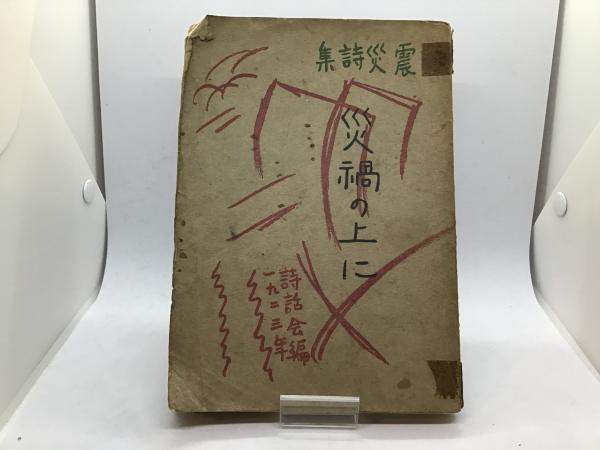 震災詩集
災禍の上に
詩話会編
一九二三年